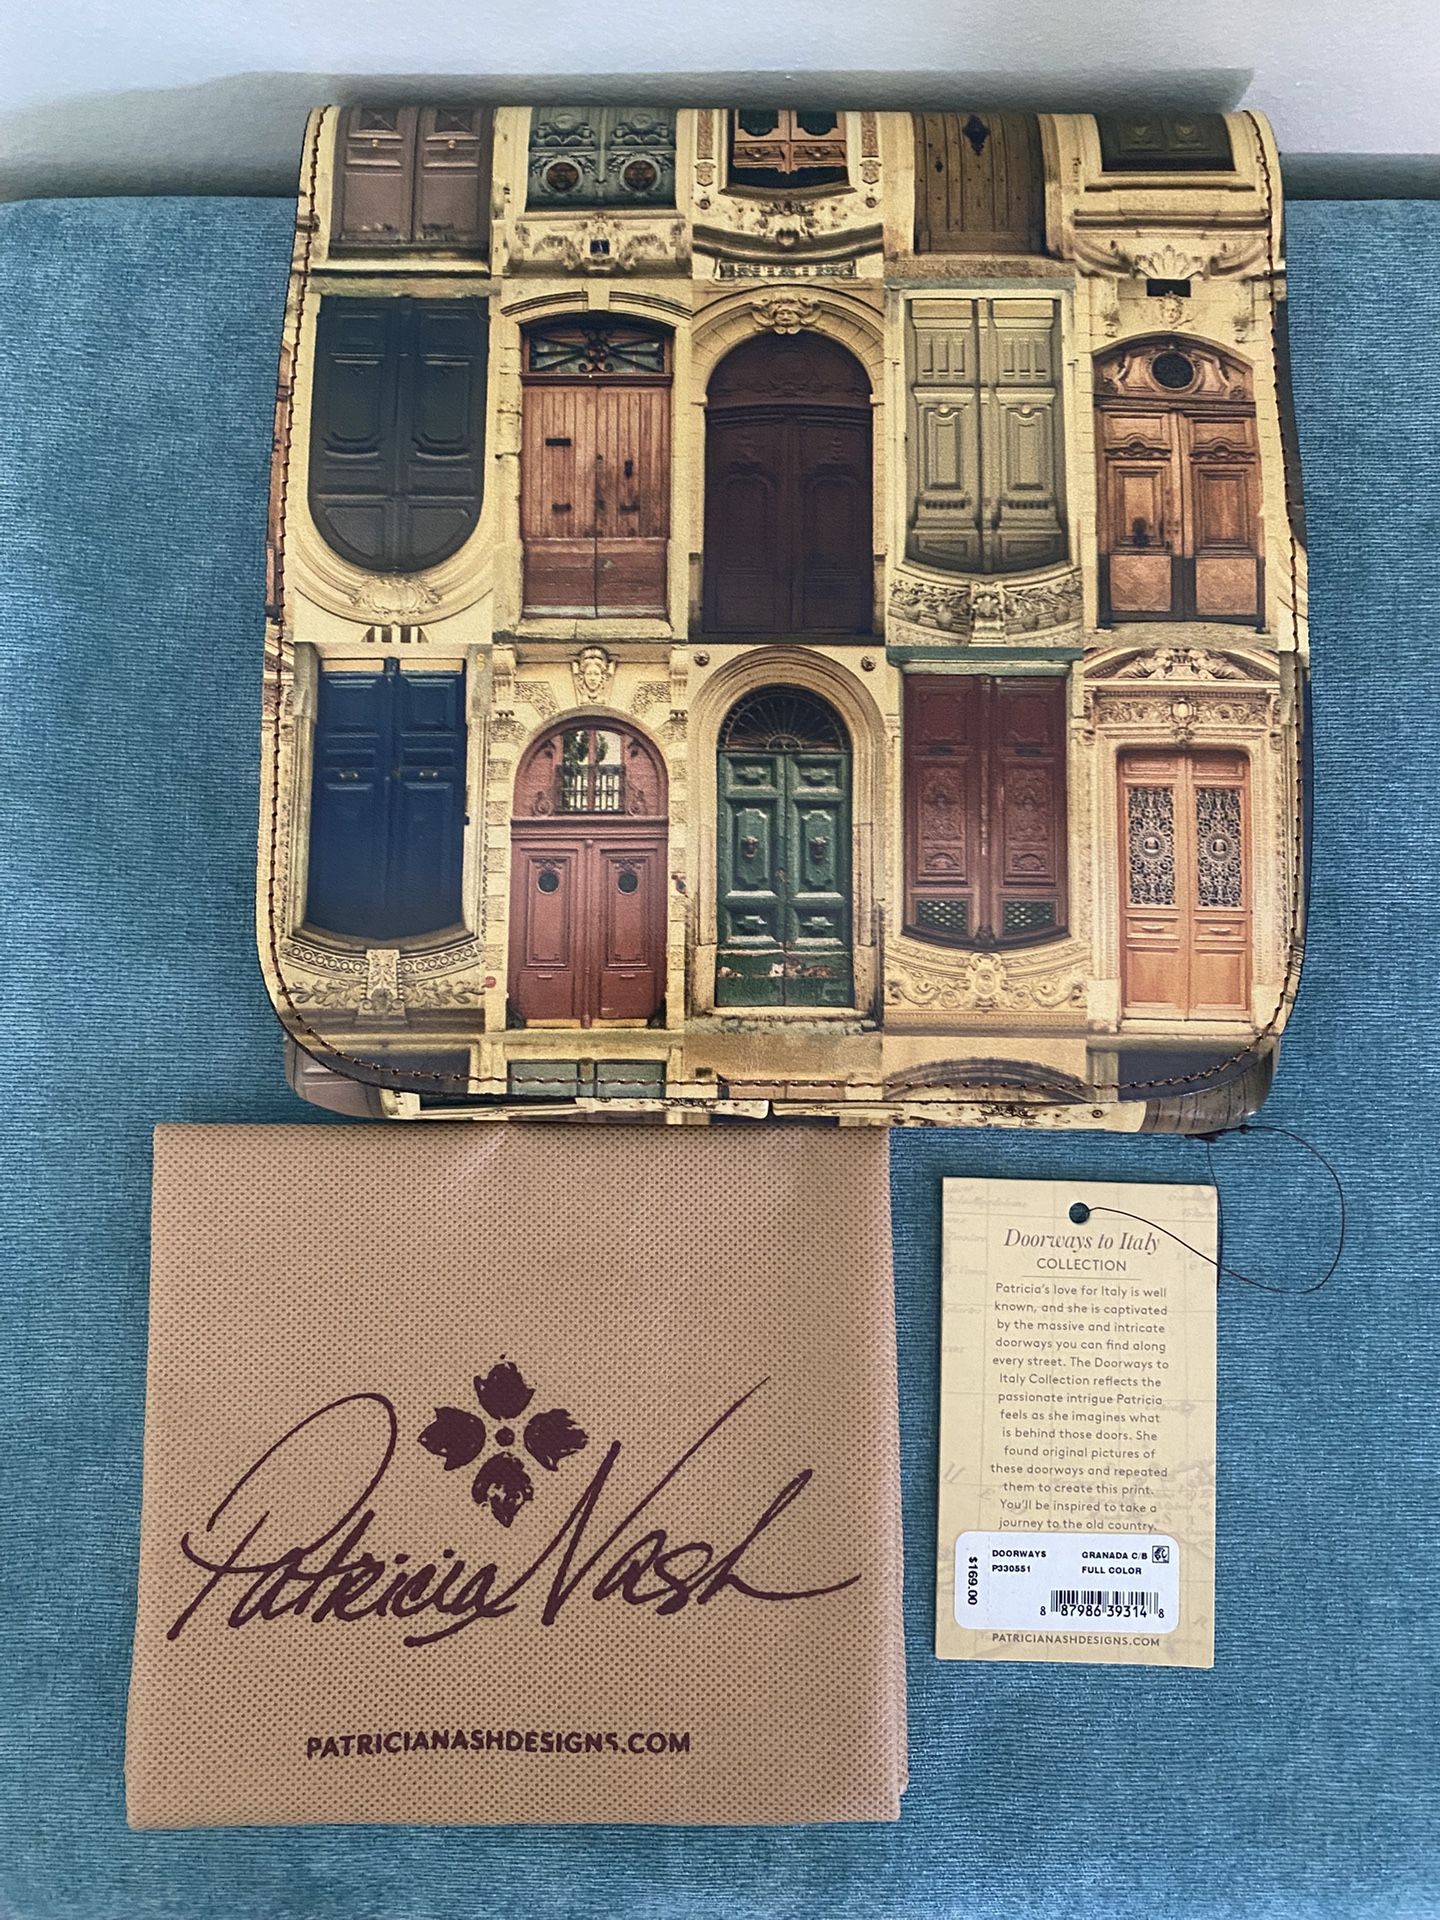 Patricia Nash
PATRICIANASHDESIGNS.COM
Doorways to Italy
COLLECTION
Patricia's love for Italy is well
known, and she is captivated
by the massive and intricate
doorways you can find along
every street. The Doorways to
Italy Collection reflects the
passionate intrigue Patricia
feels as she imagines what
is behind those doors. She
found original pictures of
these doorways and repeated
them to create this print.
You'll be inspired to take a
journey to the old country.
DOORWAYS GRANADA C/B
P330551 FULL COLOR
$169.00
8 87986 39314 8
PATRICIANASHDESIGNS.COM